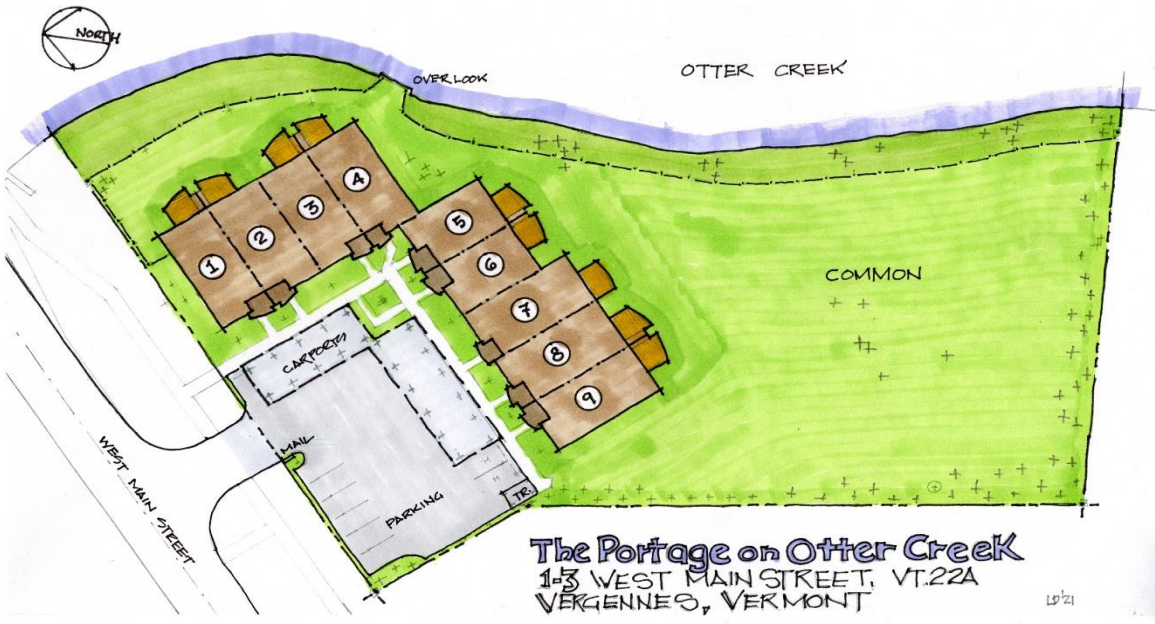 NORTH
OTTER CREEK
OVERLOOK
1
2
3
4
5
6
7
8
9
COMMON
CARPORTS
MAIL
WEST MAIN STREET
PARKING
TR.
The Portage on Otter Creek
1-3 WEST MAIN STREET, VT.22A
VERGENNES, VERMONT